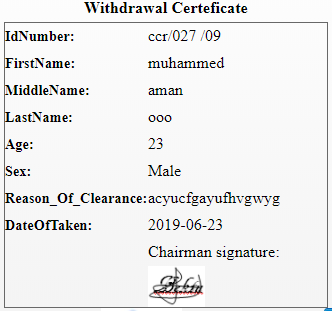 Withdrawal Certeficate
IdNumber: ccr/027 /09
FirstName: muhammed
MiddleName: aman
LastName: ooo
Age: 23
Sex: Male
Reason_Of_Clearance: acyucfgayufhvgwyg
DateOfTaken: 2019-06-23
Chairman signature: